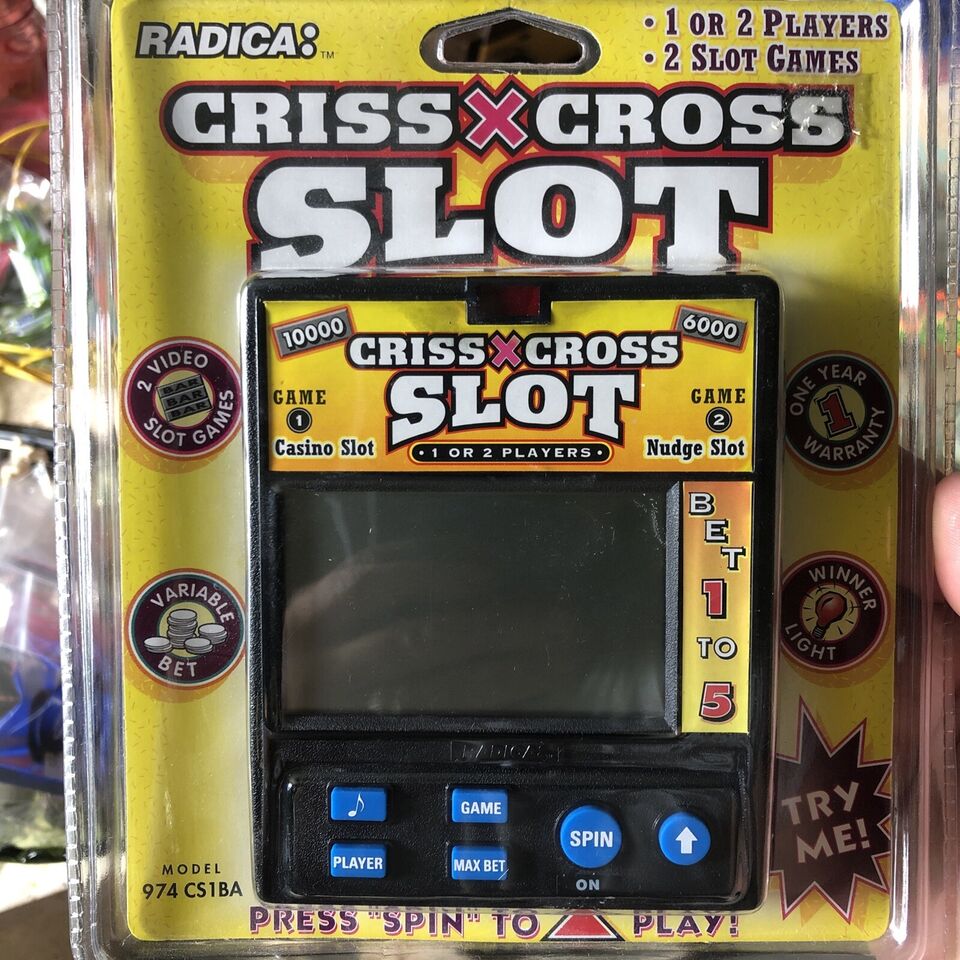 RADICA:™
• 1 OR 2 PLAYERS
• 2 SLOT GAMES
CRISS X CROSS
SLOT
10000
6000
CRISS X CROSS
SLOT
GAME
1
Casino Slot
GAME
2
Nudge Slot
• 1 OR 2 PLAYERS •
2 VIDEO
BAR
BAR
BAR
SLOT GAMES
ONE YEAR
1
WARRANTY
BET
1
TO
5
VARIABLE
BET
WINNER
LIGHT
RADICA:
♪
GAME
SPIN
PLAYER
MAX BET
ON
TRY
ME!
MODEL
974 CS1BA
PRESS "SPIN" TO PLAY!